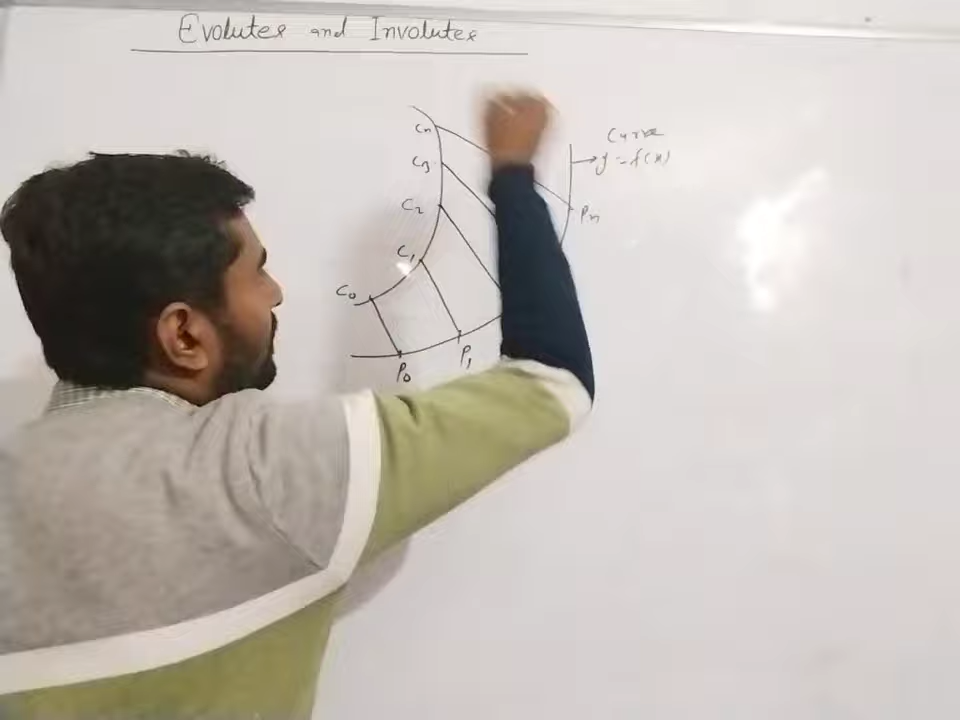 Evolutes and Involutes
Cn
Curve
C3
y = f(x)
C2
Pn
C1
C0
P1
P0